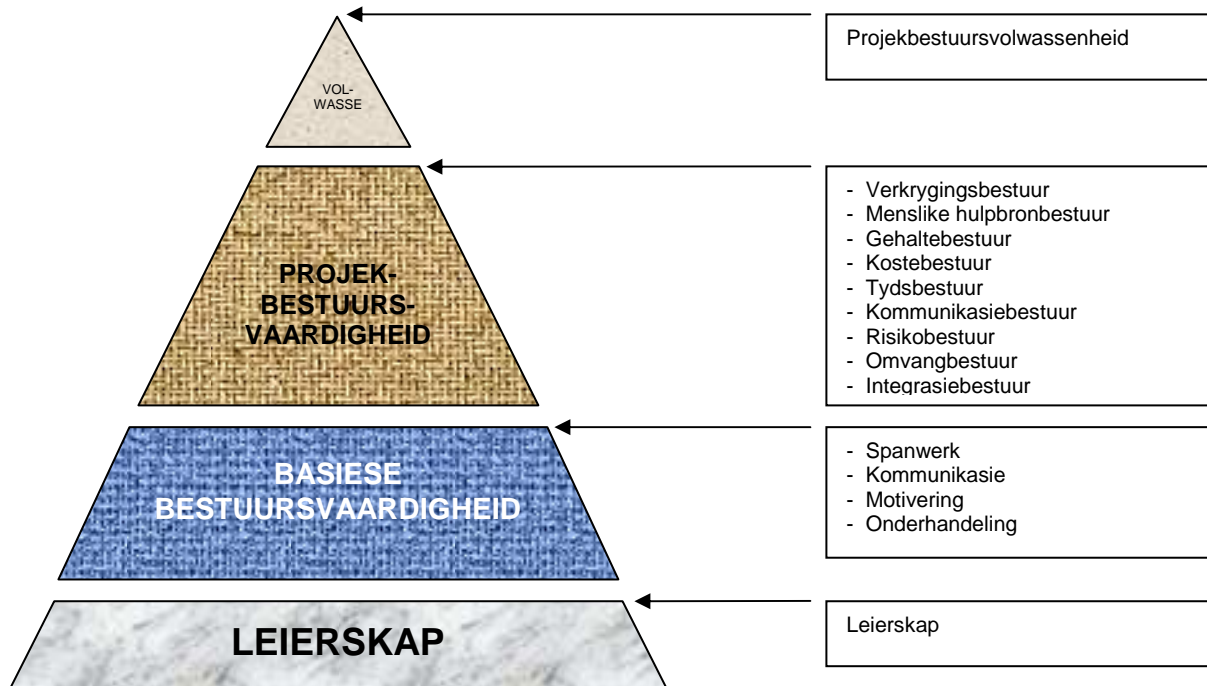 Projekbestuursvolwassenheid
VOL-
WASSE
- Verkrygingsbestuur
- Menslike hulpbronbestuur
- Gehaltebestuur
- Kostebestuur
- Tydsbestuur
- Kommunikasiebestuur
- Risikobestuur
- Omvangbestuur
- Integrasiebestuur
PROJEK-
BESTUURS-
VAARDIGHEID
- Spanwerk
- Kommunikasie
- Motivering
- Onderhandeling
BASIESE
BESTUURSVAARDIGHEID
Leierskap
LEIERSKAP